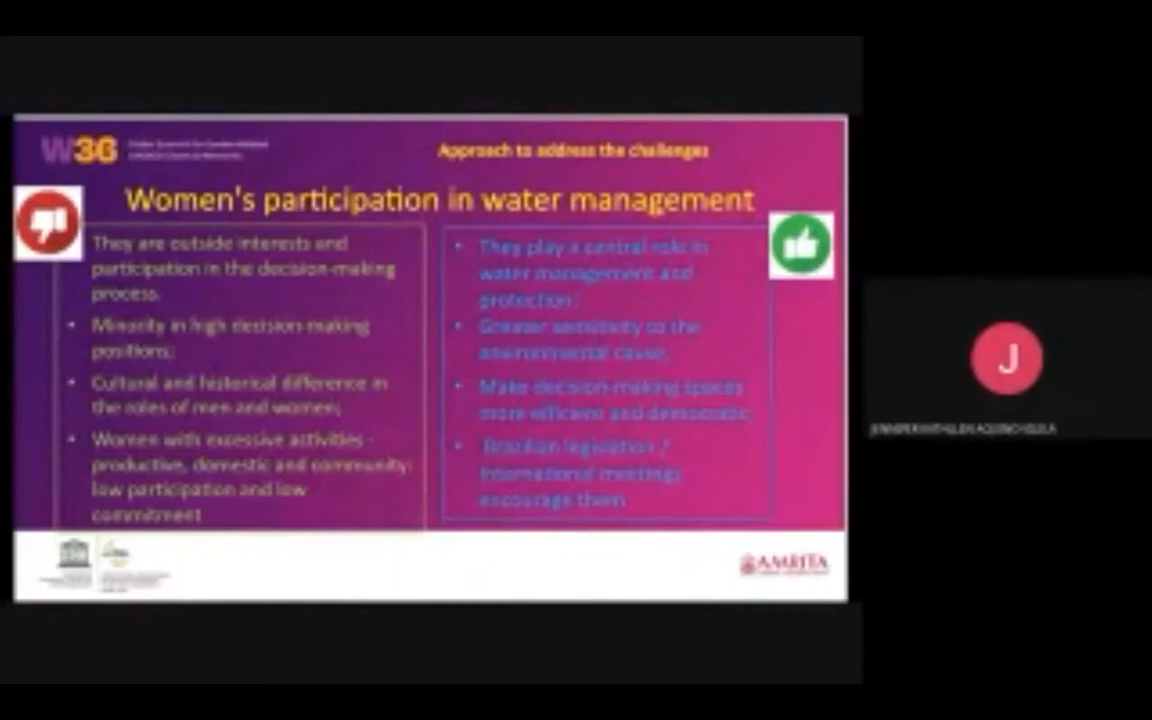 W36
Approach to address the challenges
Women's participation in water management
They are outside interests and
participation in the decision-making
process.
• Minority in high decision-making
positions;
• Cultural and historical difference in
the roles of men and women;
• Women with excessive activities -
productive, domestic and community:
low participation and low
commitment
• They play a central role in
water management and
protection;
• Greater sensitivity to the
environmental cause;
• Make decision-making spaces
more efficient and democratic;
• Brazilian legislation /
International meetings
encourage them
AMRITA
J